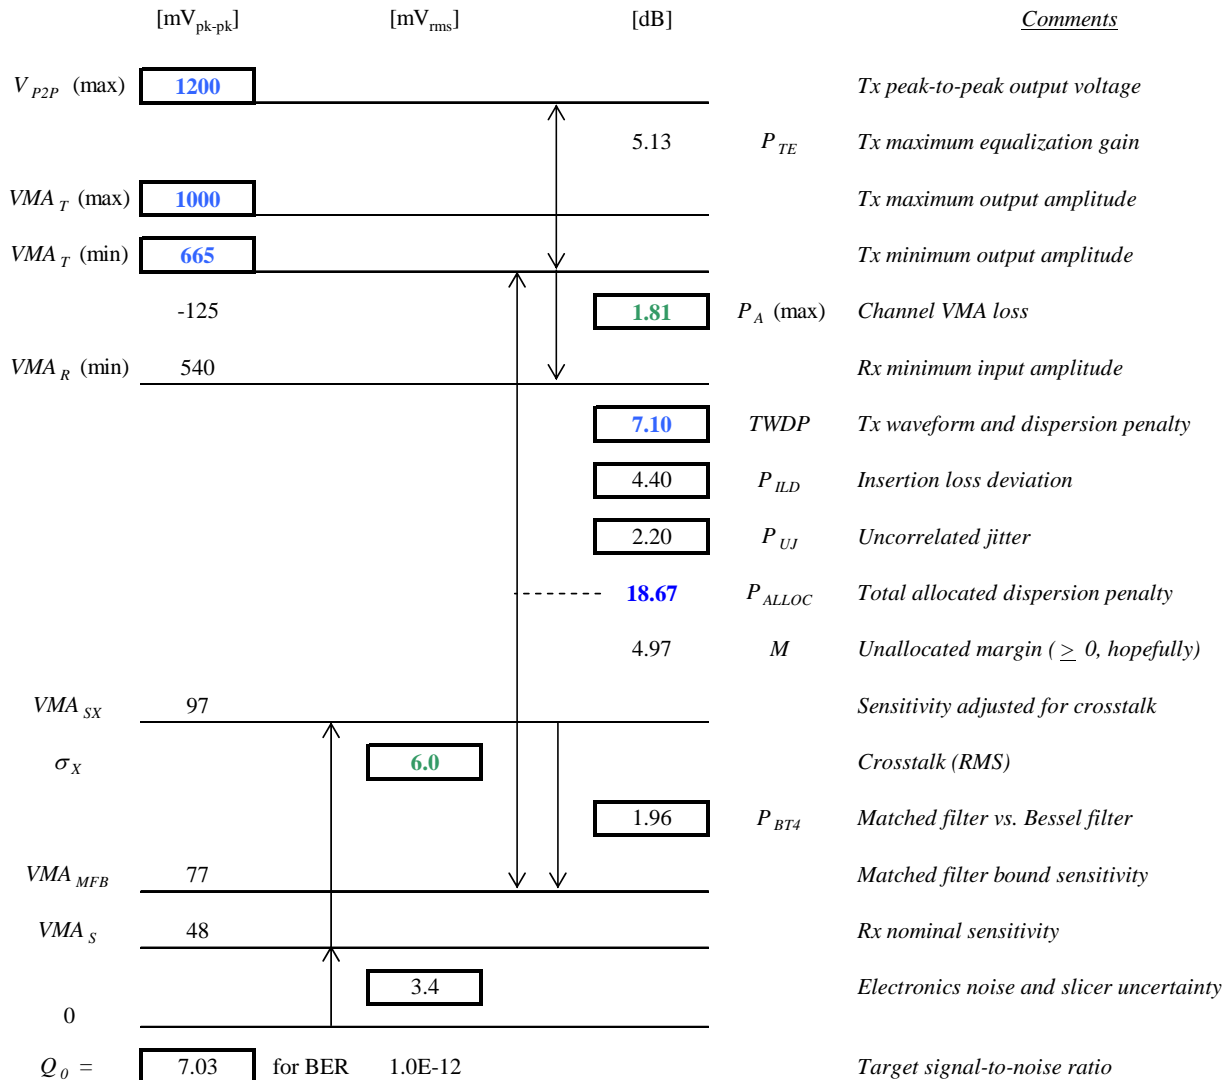 [mVpk-pk] [mVrms] [dB] Comments
VP2P (max) 1200 Tx peak-to-peak output voltage
5.13 PTE Tx maximum equalization gain
VMAT (max) 1000 Tx maximum output amplitude
VMAT (min) 665 Tx minimum output amplitude
-125 1.81 PA (max) Channel VMA loss
VMAR (min) 540 Rx minimum input amplitude
7.10 TWDP Tx waveform and dispersion penalty
4.40 PILD Insertion loss deviation
2.20 PUJ Uncorrelated jitter
18.67 PALLOC Total allocated dispersion penalty
4.97 M Unallocated margin ( ≥ 0, hopefully)
VMASX 97 Sensitivity adjusted for crosstalk
σX 6.0 Crosstalk (RMS)
1.96 PBT4 Matched filter vs. Bessel filter
VMAMFB 77 Matched filter bound sensitivity
VMAS 48 Rx nominal sensitivity
3.4 Electronics noise and slicer uncertainty
0
Q0 = 7.03 for BER 1.0E-12 Target signal-to-noise ratio